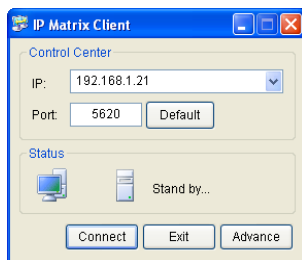 IP Matrix Client
Control Center
IP: 192.168.1.21
Port: 5620 Default
Status
Stand by...
Connect Exit Advance